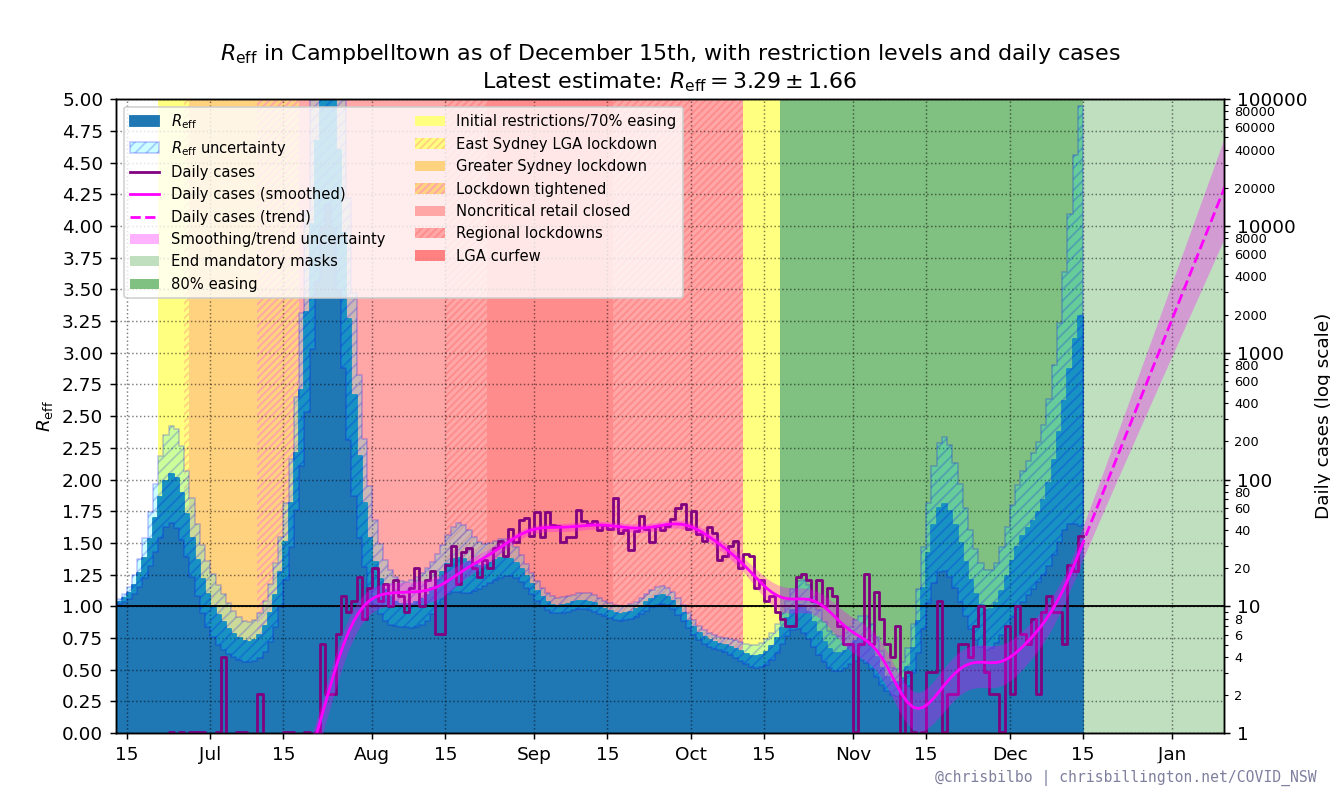 Reff in Campbelltown as of December 15th, with restriction levels and daily cases
Latest estimate: Reff = 3.29 ± 1.66
Reff
Reff uncertainty
Daily cases
Daily cases (smoothed)
Daily cases (trend)
Smoothing/trend uncertainty
End mandatory masks
80% easing
Initial restrictions/70% easing
East Sydney LGA lockdown
Greater Sydney lockdown
Lockdown tightened
Noncritical retail closed
Regional lockdowns
LGA curfew
Reff
5.00
4.75
4.50
4.25
4.00
3.75
3.50
3.25
3.00
2.75
2.50
2.25
2.00
1.75
1.50
1.25
1.00
0.75
0.50
0.25
0.00
15 Jul 15 Aug 15 Sep 15 Oct 15 Nov 15 Dec 15 Jan
100000
80000
60000
40000
20000
10000
8000
6000
4000
2000
1000
800
600
400
200
100
80
60
40
20
10
8
6
4
2
1
Daily cases (log scale)
@chrisbilbo | chrisbillington.net/COVID_NSW